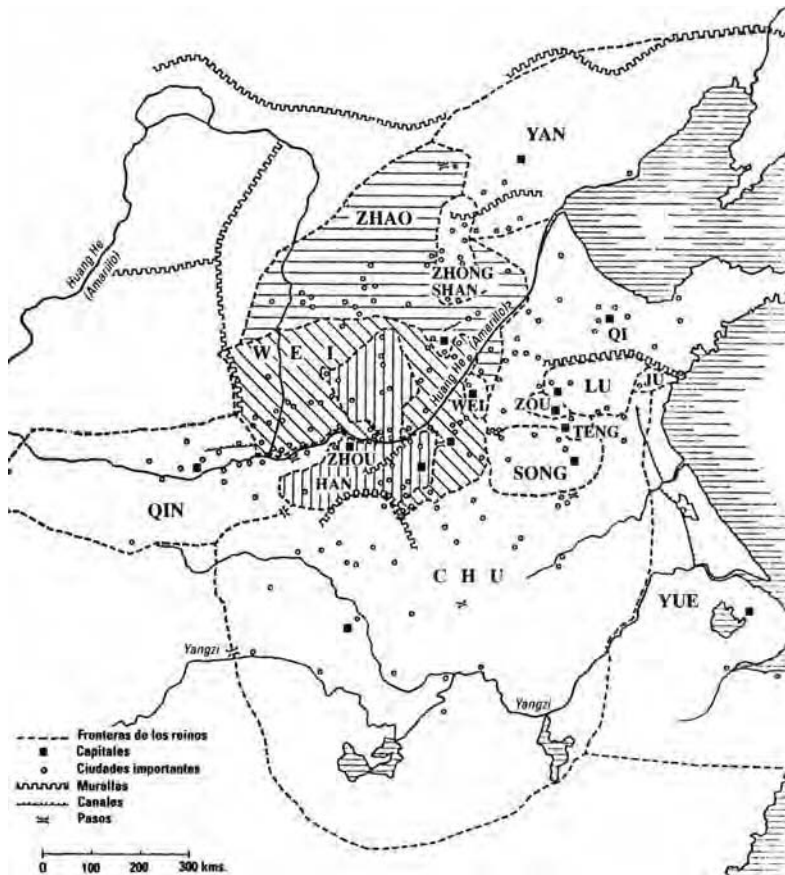 YAN
ZHAO
Huang He
(Amarillo)
ZHONG
SHAN
QI
Huang He (Amarillo)
W E I
LU
JU
WEI
ZOU
TENG
ZHOU
SONG
HAN
QIN
C H U
YUE
Yangzi
Yangzi
Fronteras de los reinos
Capitales
Ciudades importantes
Murallas
Canales
Pasos
0 100 200 300 kms.